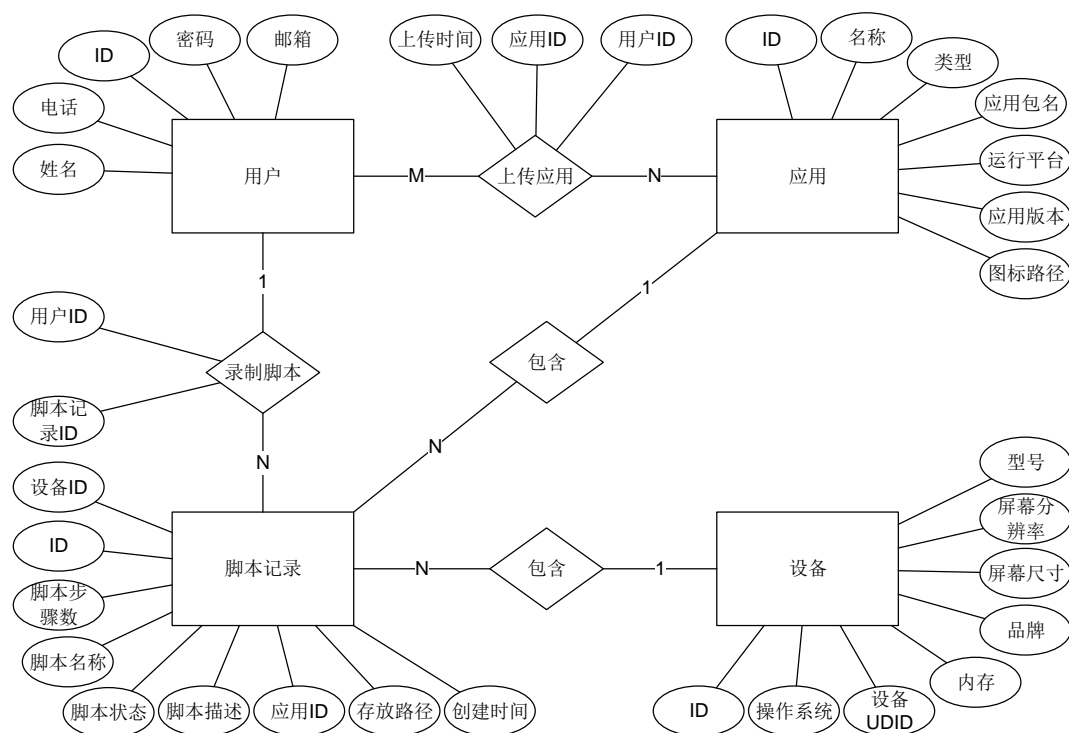 ID
密码
邮箱
上传时间
应用ID
用户ID
ID
名称
类型
电话
姓名
用户
M
上传应用
N
应用
应用包名
运行平台
应用版本
图标路径
1
1
用户ID
录制脚本
包含
脚本记
录ID
N
N
设备ID
ID
脚本步
骤数
脚本名称
脚本记录
N
包含
1
设备
型号
屏幕分
辨率
屏幕尺寸
品牌
内存
脚本状态
脚本描述
应用ID
存放路径
创建时间
ID
操作系统
设备
UDID